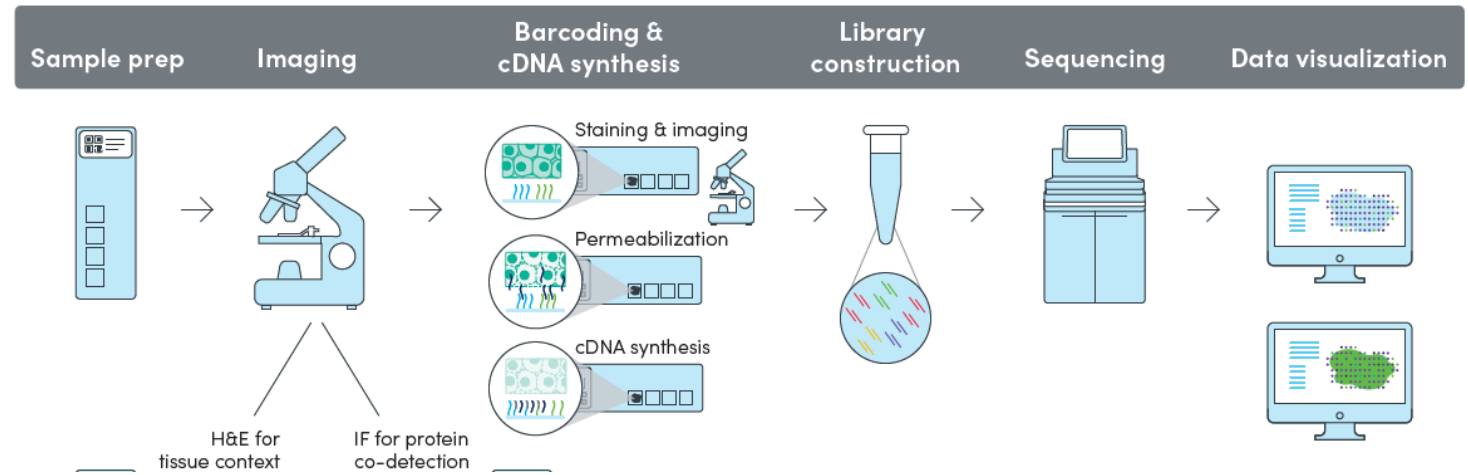 Sample prep
Imaging
Barcoding &
cDNA synthesis
Library
construction
Sequencing
Data visualization
Staining & imaging
Permeabilization
cDNA synthesis
H&E for
tissue context
IF for protein
co-detection